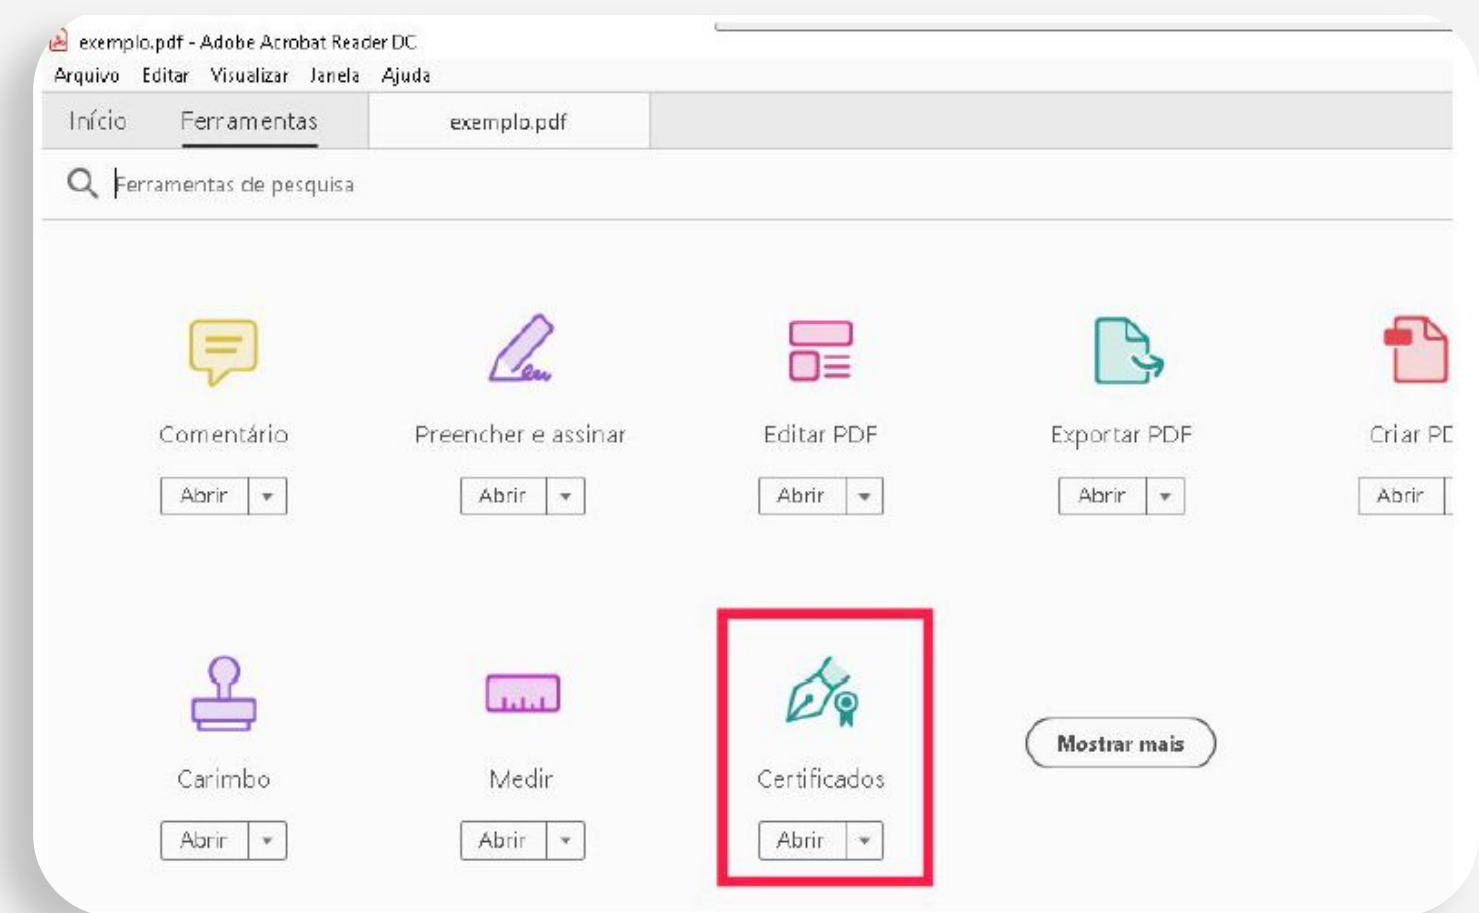 exemplo.pdf - Adobe Acrobat Reader DC
Arquivo Editar Visualizar Janela Ajuda
Início Ferramentas exemplo.pdf
Ferramentas de pesquisa
Comentário Preencher e assinar Editar PDF Exportar PDF Criar PD
Abrir Abrir Abrir Abrir Abrir
Mostrar mais
Carimbo Medir Certificados
Abrir Abrir Abrir